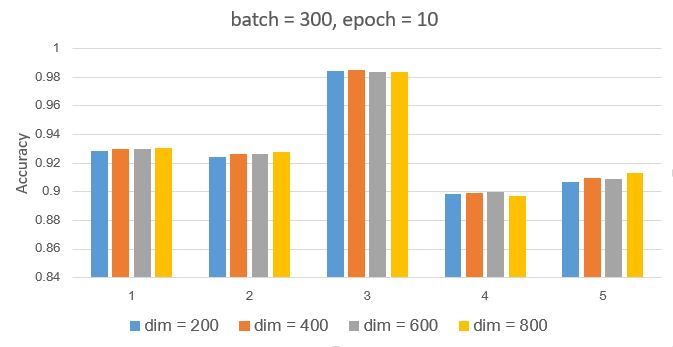 batch = 300, epoch = 10
Accuracy
1
0.98
0.96
0.94
0.92
0.9
0.88
0.86
0.84
1 2 3 4 5
dim = 200 dim = 400 dim = 600 dim = 800